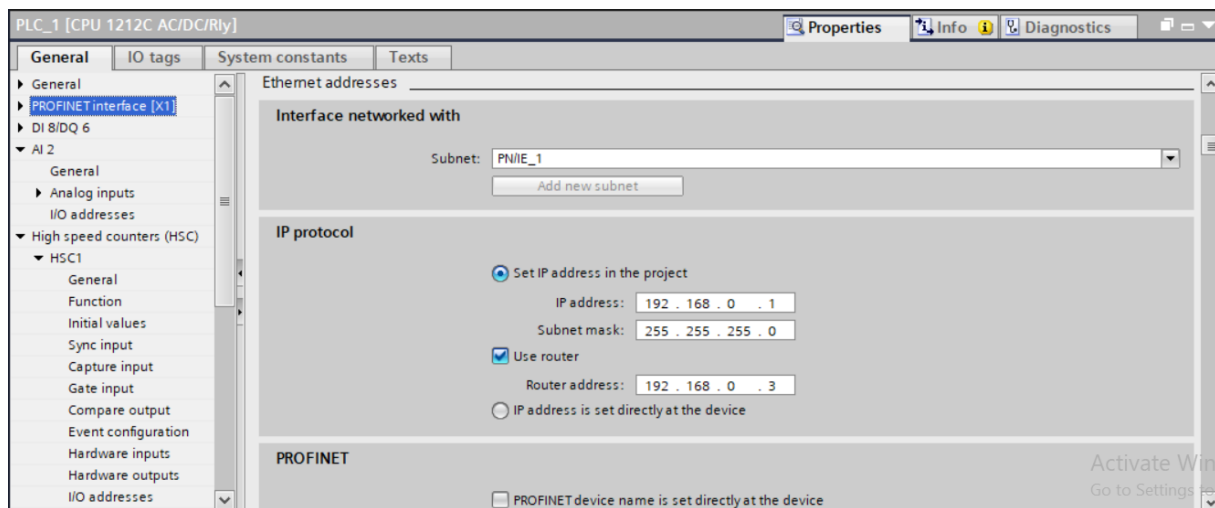 PLC_1 [CPU 1212C AC/DC/Rly]
Properties
Info
Diagnostics
General
IO tags
System constants
Texts
General
PROFINET interface [X1]
DI 8/DQ 6
AI 2
General
Analog inputs
I/O addresses
High speed counters (HSC)
HSC1
General
Function
Initial values
Sync input
Capture input
Gate input
Compare output
Event configuration
Hardware inputs
Hardware outputs
I/O addresses
Ethernet addresses
Interface networked with
Subnet: PN/IE_1
Add new subnet
IP protocol
Set IP address in the project
IP address: 192 . 168 . 0 . 1
Subnet mask: 255 . 255 . 255 . 0
Use router
Router address: 192 . 168 . 0 . 3
IP address is set directly at the device
PROFINET
PROFINET device name is set directly at the device
Activate Win
Go to Settings to